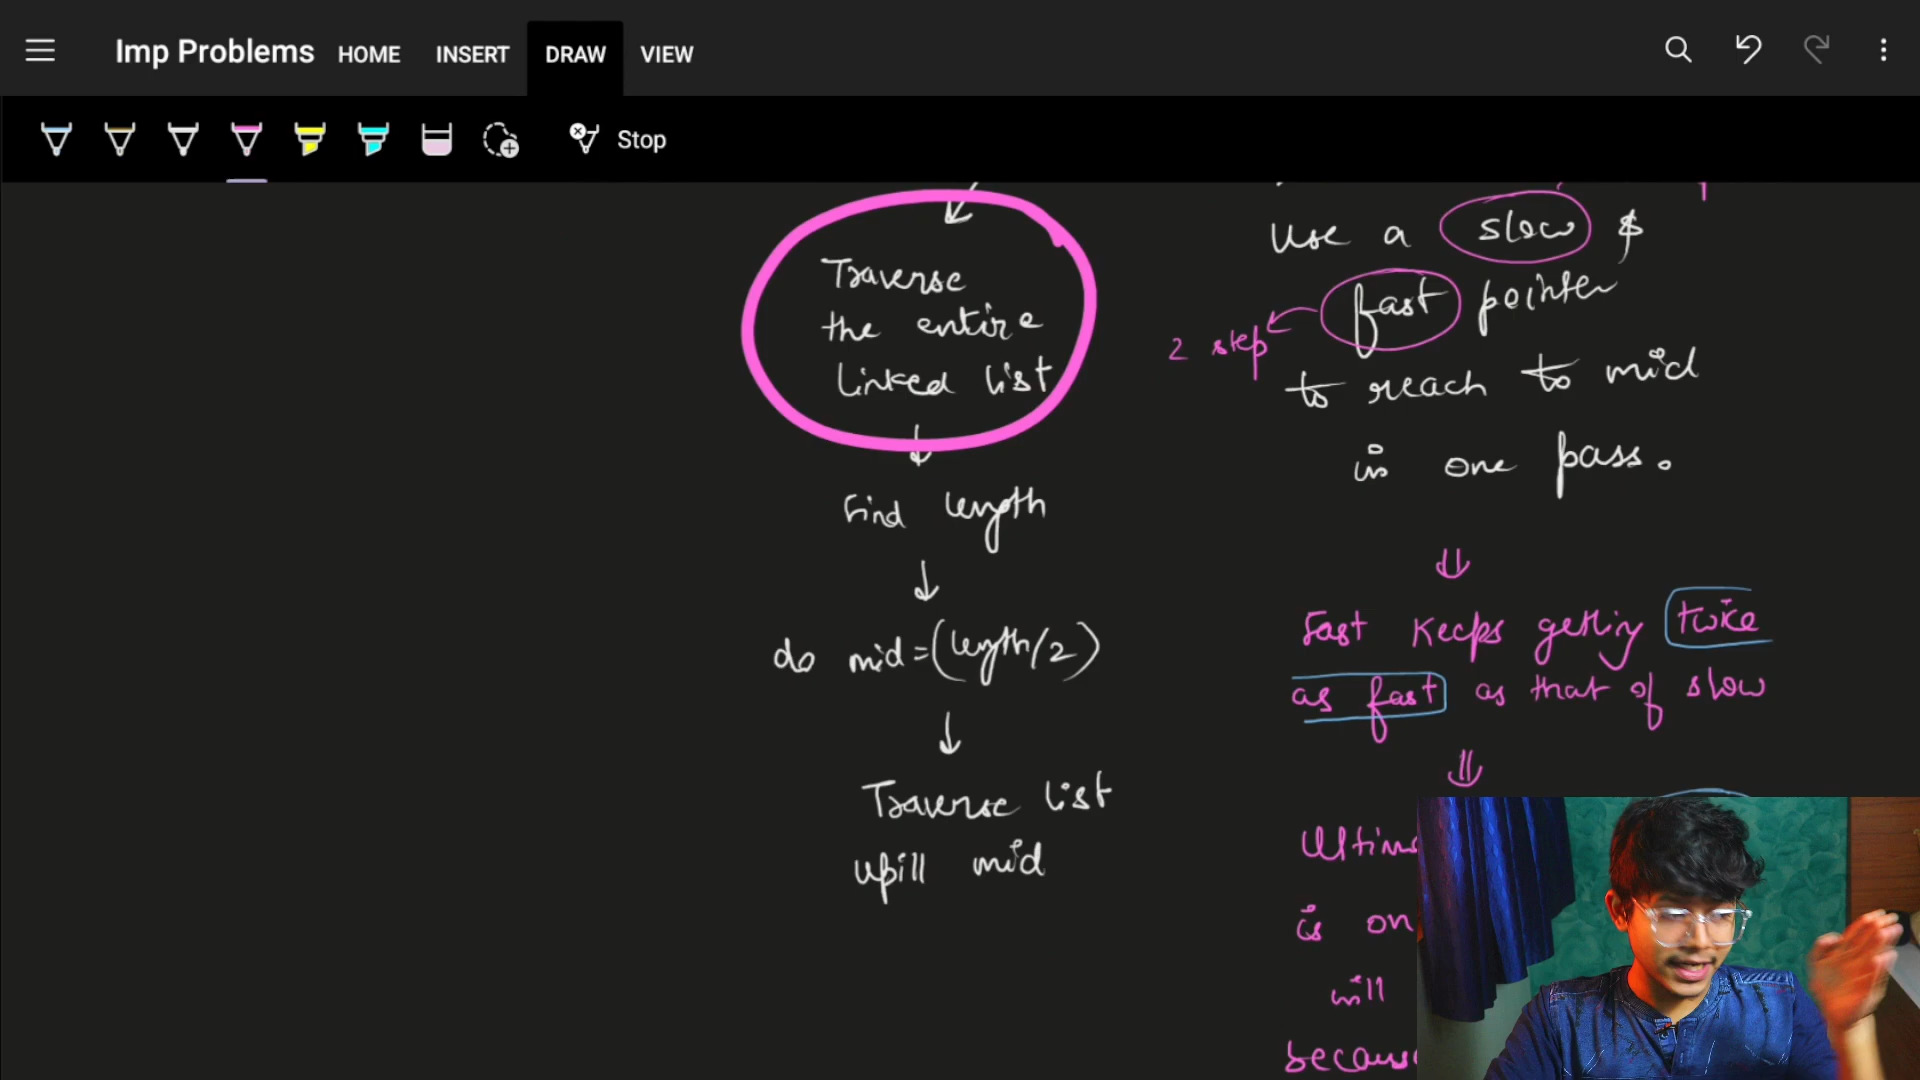 Imp Problems HOME INSERT DRAW VIEW
Stop
Traverse
the entire
Linked list
Find length
do mid = (length/2)
Traverse list
uptill mid
Use a slow &
fast pointer
2 step
to reach to mid
in one pass.
⇓
Fast keeps getting twice
as fast as that of slow
⇓
is on
will